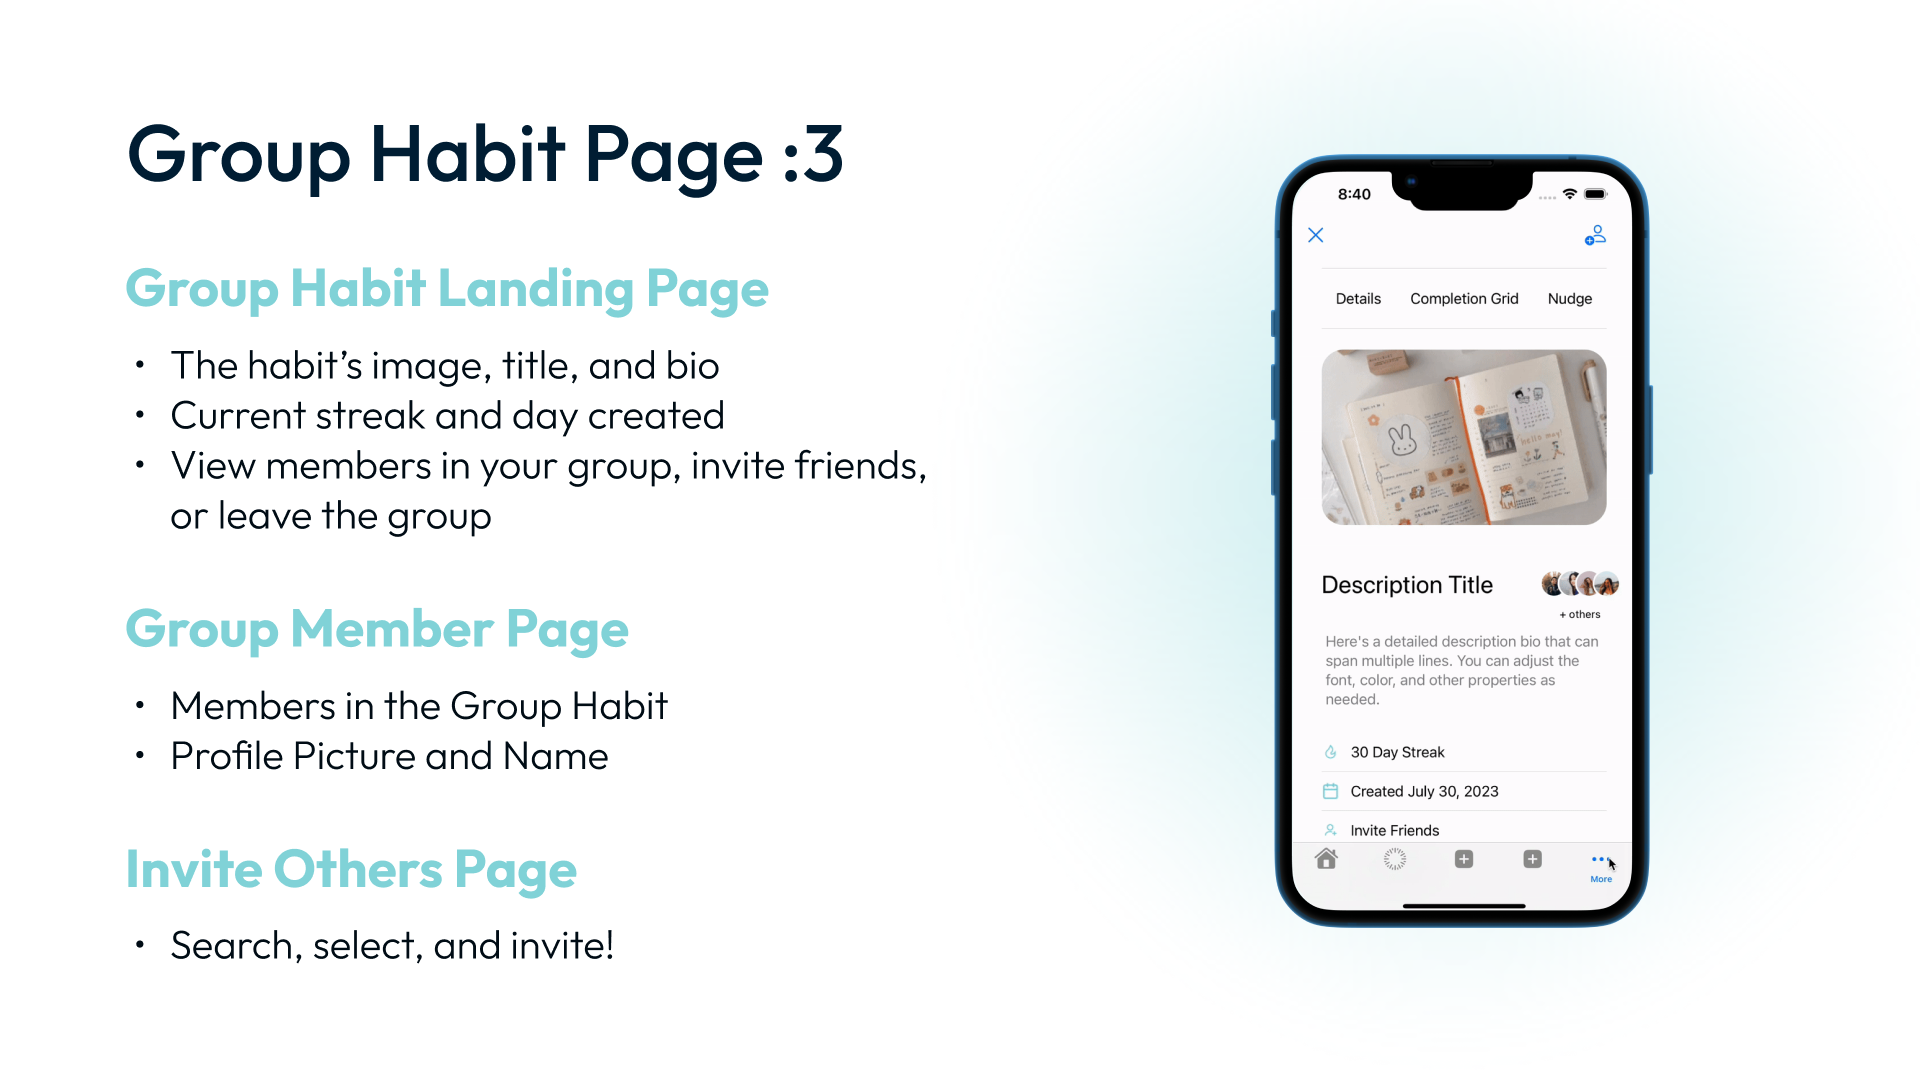 Group Habit Page :3
Group Habit Landing Page
• The habit’s image, title, and bio
• Current streak and day created
• View members in your group, invite friends,
or leave the group
Group Member Page
• Members in the Group Habit
• Profile Picture and Name
Invite Others Page
• Search, select, and invite!
8:40
Details Completion Grid Nudge
hello may!
Description Title
+ others
Here's a detailed description bio that can
span multiple lines. You can adjust the
font, color, and other properties as
needed.
30 Day Streak
Created July 30, 2023
Invite Friends
More